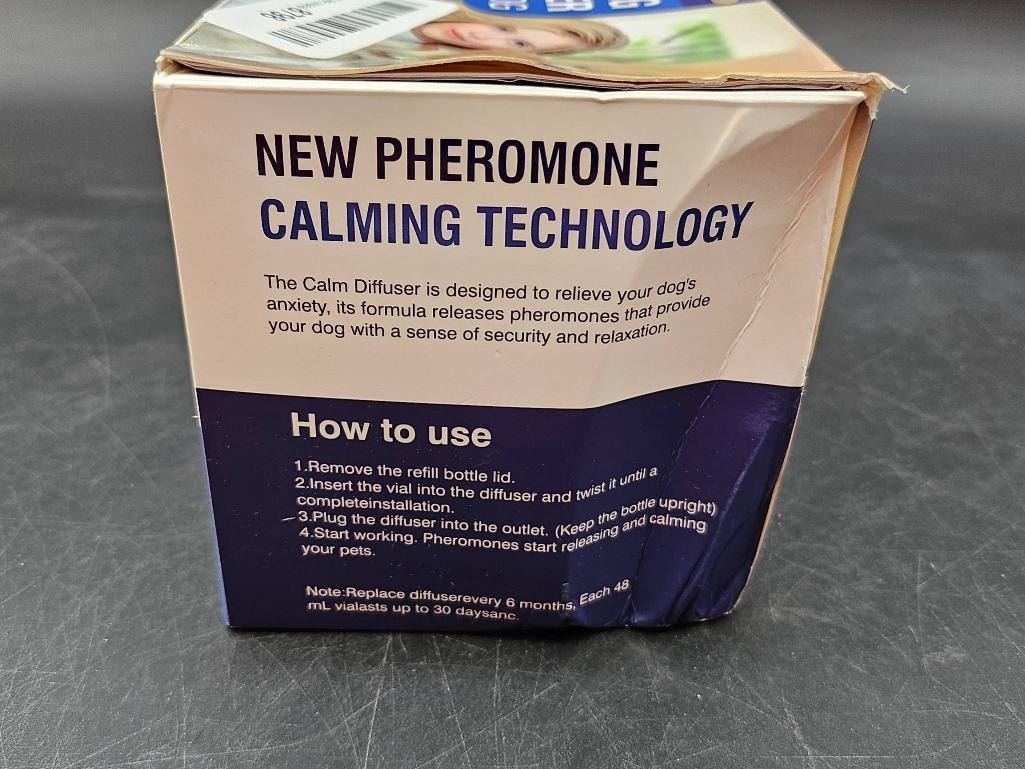 8798
NEW PHEROMONE
CALMING TECHNOLOGY
The Calm Diffuser is designed to relieve your dog's
anxiety, its formula releases pheromones that provide
your dog with a sense of security and relaxation.
How to use
1.Remove the refill bottle lid.
2.Insert the vial into the diffuser and twist it until a
completeinstallation.
3.Plug the diffuser into the outlet. (Keep the bottle upright)
4.Start working. Pheromones start releasing and calming
your pets.
Note:Replace diffuserevery 6 months, Each 48
mL vialasts up to 30 daysanc.